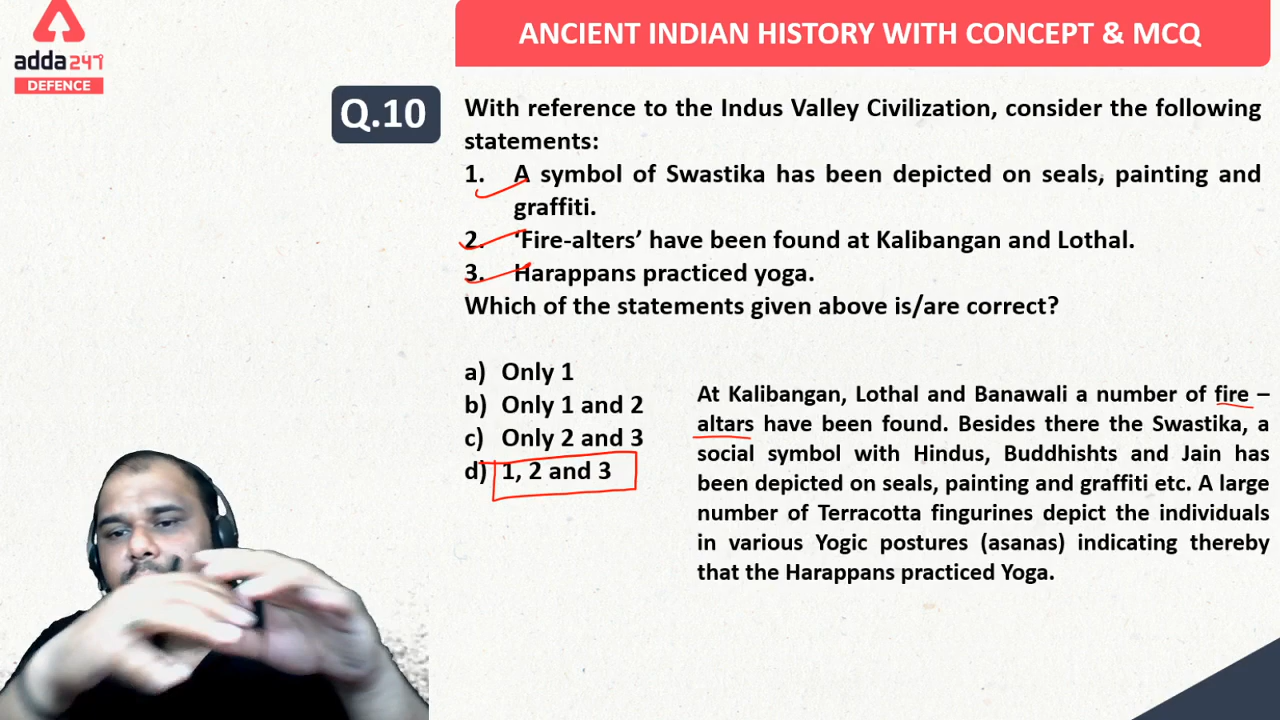 adda247
DEFENCE
ANCIENT INDIAN HISTORY WITH CONCEPT & MCQ
Q.10
With reference to the Indus Valley Civilization, consider the following
statements:
1. A symbol of Swastika has been depicted on seals, painting and
graffiti.
2. ‘Fire-alters’ have been found at Kalibangan and Lothal.
3. Harappans practiced yoga.
Which of the statements given above is/are correct?
a) Only 1
b) Only 1 and 2
c) Only 2 and 3
d) 1, 2 and 3
At Kalibangan, Lothal and Banawali a number of fire –
altars have been found. Besides there the Swastika, a
social symbol with Hindus, Buddhishts and Jain has
been depicted on seals, painting and graffiti etc. A large
number of Terracotta fingurines depict the individuals
in various Yogic postures (asanas) indicating thereby
that the Harappans practiced Yoga.